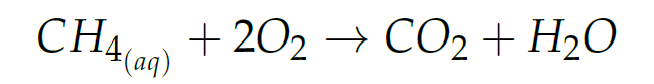 CH₄₍aq₎ + 2O₂ → CO₂ + H₂O